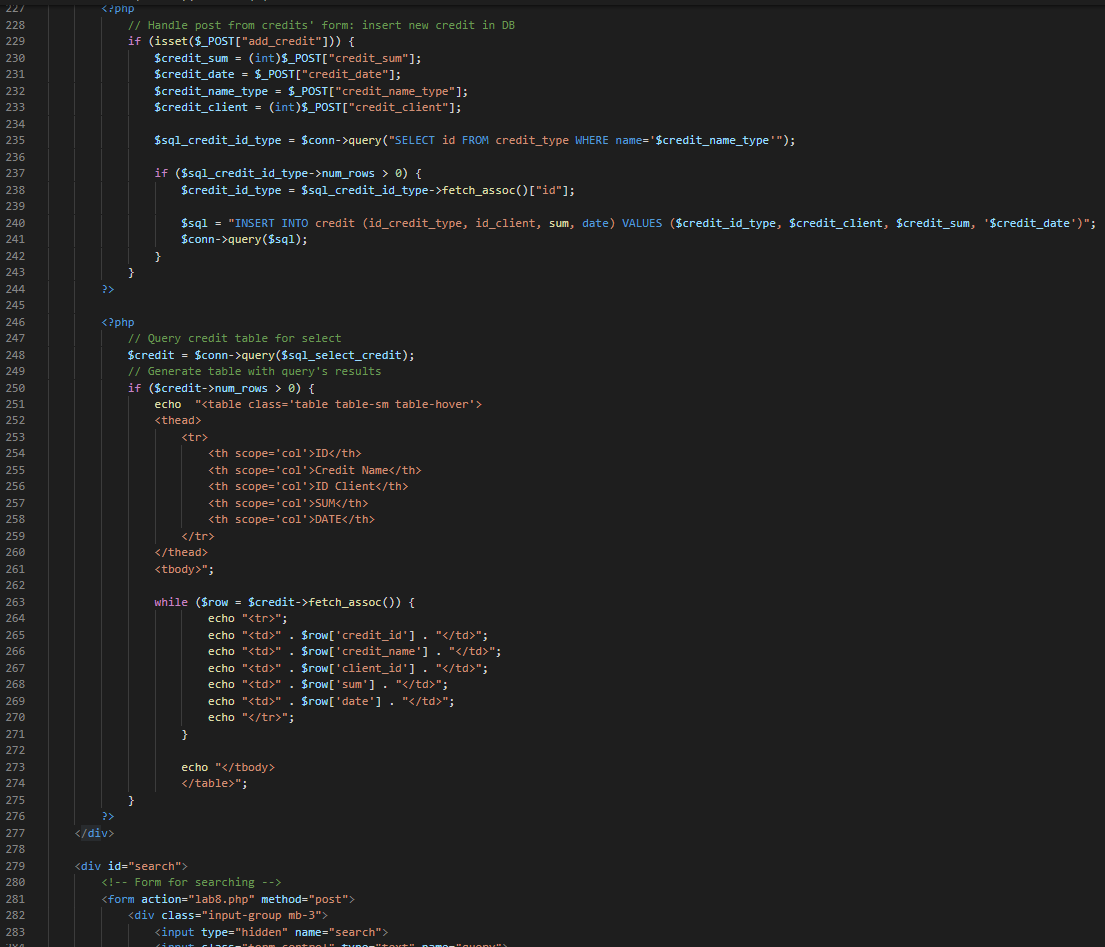 227 <?php
228 // Handle post from credits' form: insert new credit in DB
229 if (isset($_POST["add_credit"])) {
230 $credit_sum = (int)$_POST["credit_sum"];
231 $credit_date = $_POST["credit_date"];
232 $credit_name_type = $_POST["credit_name_type"];
233 $credit_client = (int)$_POST["credit_client"];
234
235 $sql_credit_id_type = $conn->query("SELECT id FROM credit_type WHERE name='$credit_name_type'");
236
237 if ($sql_credit_id_type->num_rows > 0) {
238 $credit_id_type = $sql_credit_id_type->fetch_assoc()["id"];
239
240 $sql = "INSERT INTO credit (id_credit_type, id_client, sum, date) VALUES ($credit_id_type, $credit_client, $credit_sum, '$credit_date')";
241 $conn->query($sql);
242 }
243 }
244 ?>
245
246 <?php
247 // Query credit table for select
248 $credit = $conn->query($sql_select_credit);
249 // Generate table with query's results
250 if ($credit->num_rows > 0) {
251 echo  "<table class='table table-sm table-hover'>
252 <thead>
253 <tr>
254 <th scope='col'>ID</th>
255 <th scope='col'>Credit Name</th>
256 <th scope='col'>ID Client</th>
257 <th scope='col'>SUM</th>
258 <th scope='col'>DATE</th>
259 </tr>
260 </thead>
261 <tbody>";
262
263 while ($row = $credit->fetch_assoc()) {
264 echo "<tr>";
265 echo "<td>" . $row['credit_id'] . "</td>";
266 echo "<td>" . $row['credit_name'] . "</td>";
267 echo "<td>" . $row['client_id'] . "</td>";
268 echo "<td>" . $row['sum'] . "</td>";
269 echo "<td>" . $row['date'] . "</td>";
270 echo "</tr>";
271 }
272
273 echo "</tbody>
274 </table>";
275 }
276 ?>
277 </div>
278
279 <div id="search">
280 <!-- Form for searching -->
281 <form action="lab8.php" method="post">
282 <div class="input-group mb-3">
283 <input type="hidden" name="search">